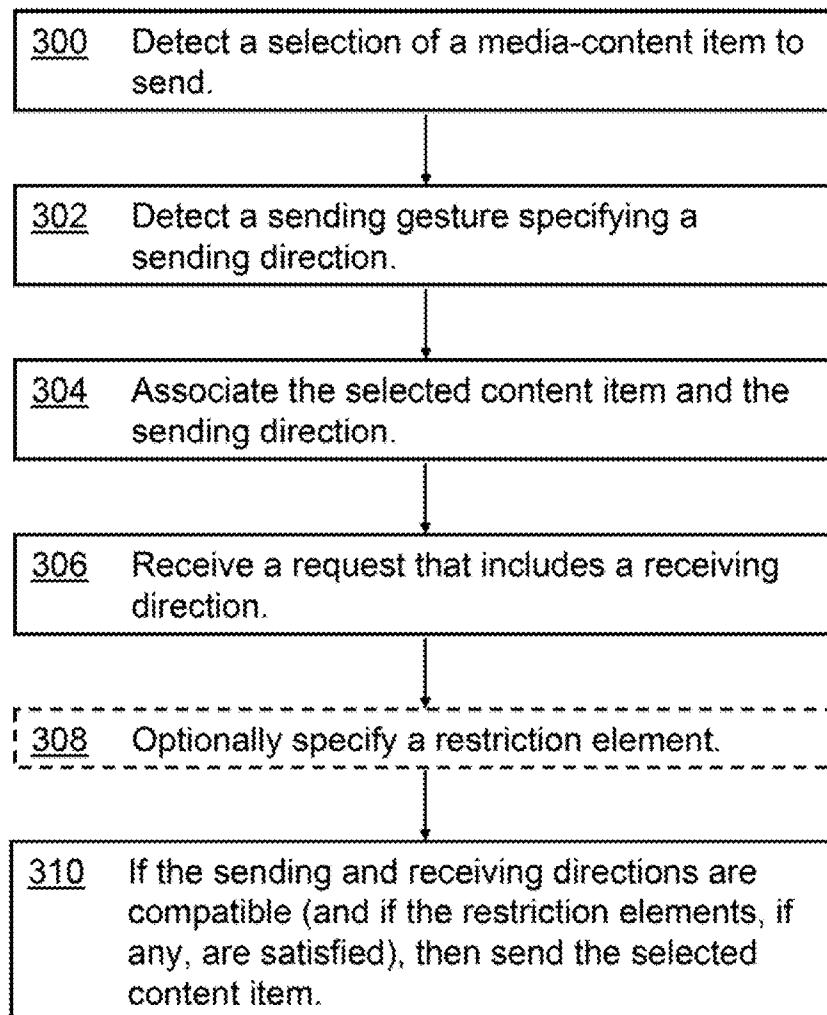 300 Detect a selection of a media-content item to
send.
302 Detect a sending gesture specifying a
sending direction.
304 Associate the selected content item and the
sending direction.
306 Receive a request that includes a receiving
direction.
308 Optionally specify a restriction element.
310 If the sending and receiving directions are
compatible (and if the restriction elements, if
any, are satisfied), then send the selected
content item.